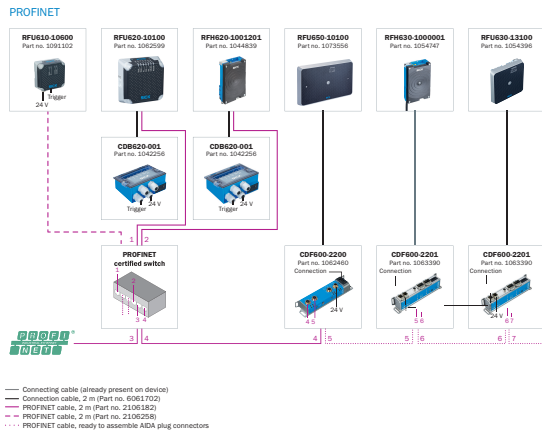 PROFINET
RFU610-10600
Part no. 1091102
Trigger
24 V
RFU620-10100
Part no. 1062599
RFH620-1001201
Part no. 1044839
RFU650-10100
Part no. 1073556
RFH630-1000001
Part no. 1054747
RFU630-13100
Part no. 1054396
CDB620-001
Part no. 1042256
24 V
Trigger
CDB620-001
Part no. 1042256
24 V
Trigger
1 2
PROFINET
certified switch
1
2
3 4
CDF600-2200
Part no. 1062460
Connection
24 V
4 5
CDF600-2201
Part no. 1063390
Connection
24 V
5 6
CDF600-2201
Part no. 1063390
Connection
24 V
6 7
PROFI
NET
®
3 4
4 5
5 6
6 7
Connecting cable (already present on device)
Connection cable, 2 m (Part no. 6061702)
PROFINET cable, 2 m (Part no. 2106182)
PROFINET cable, 2 m (Part no. 2106258)
PROFINET cable, ready to assemble AIDA plug connectors